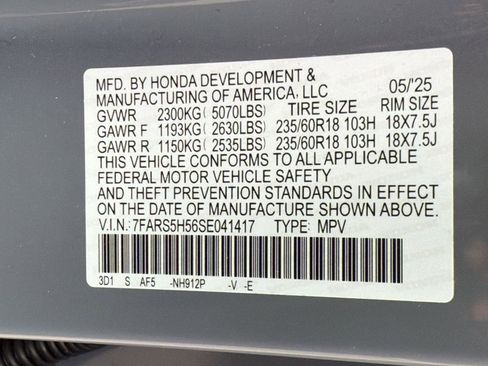 MFD. BY HONDA DEVELOPMENT & 05/'25
MANUFACTURING OF AMERICA, LLC
GVWR 2300KG ( 5070LBS) TIRE SIZE RIM SIZE
GAWR F 1193KG ( 2630LBS) 235/60R18 103H 18X7.5J
GAWR R 1150KG ( 2535LBS) 235/60R18 103H 18X7.5J
THIS VEHICLE CONFORMS TO ALL APPLICABLE
FEDERAL MOTOR VEHICLE SAFETY
AND THEFT PREVENTION STANDARDS IN EFFECT
ON THE DATE OF MANUFACTURE SHOWN ABOVE.
V.I.N.: 7FARS5H56SE041417 TYPE: MPV
3D1 S AF5 -NH912P -V -E